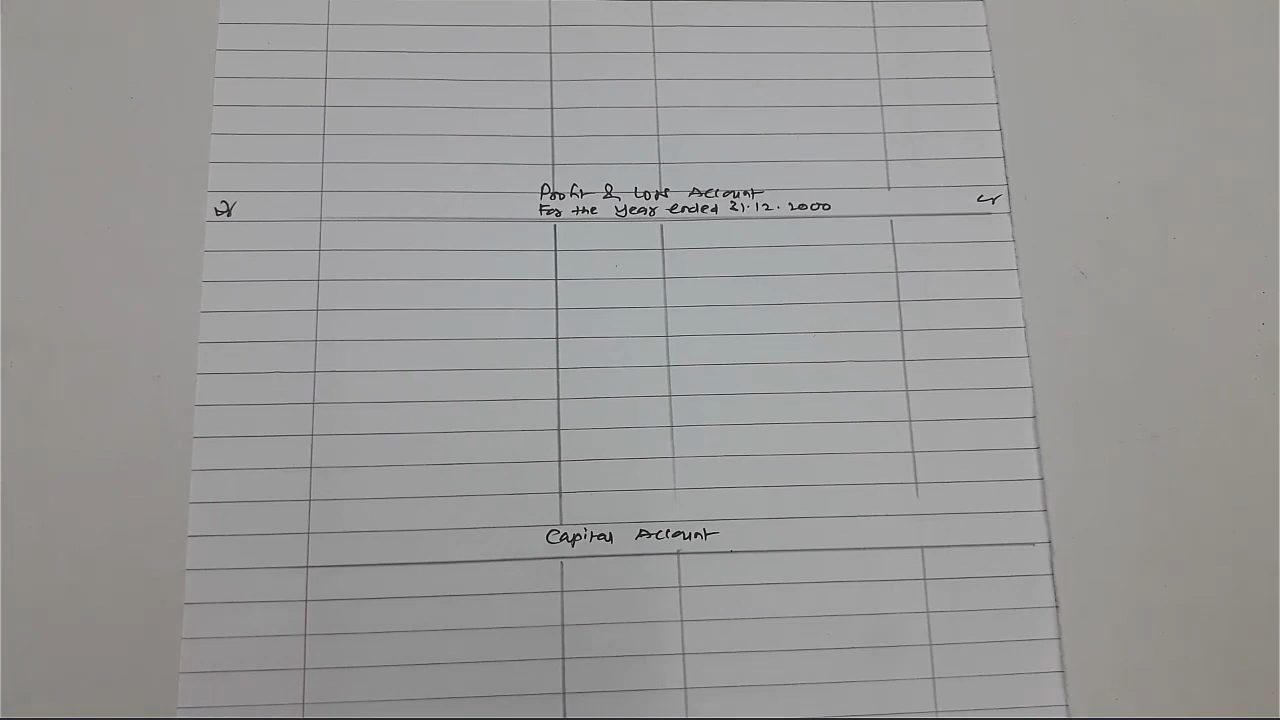 Profit & Loss Account
Dr For the Year ended 31.12.2000 Cr
Capital Account